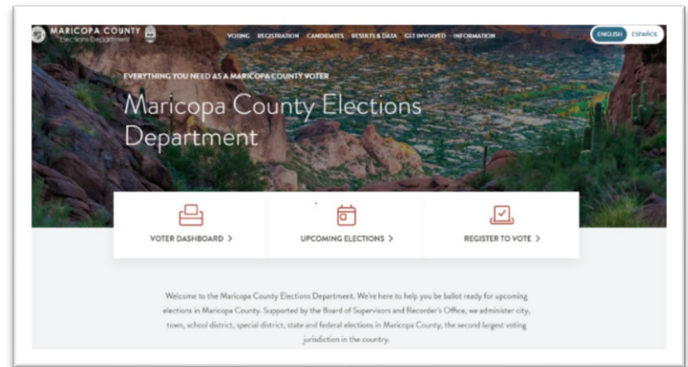 MARICOPA COUNTY
Elections Department
VOTING REGISTRATION CANDIDATES RESULTS & DATA GET INVOLVED INFORMATION
ENGLISH ESPAÑOL
EVERYTHING YOU NEED AS A MARICOPA COUNTY VOTER
Maricopa County Elections
Department
VOTER DASHBOARD >
UPCOMING ELECTIONS >
REGISTER TO VOTE >
Welcome to the Maricopa County Elections Department. We're here to help you be ballot ready for upcoming
elections in Maricopa County. Supported by the Board of Supervisors and Recorder's Office, we administer city,
town, school district, special district, state and federal elections in Maricopa County, the second largest voting
jurisdiction in the country.